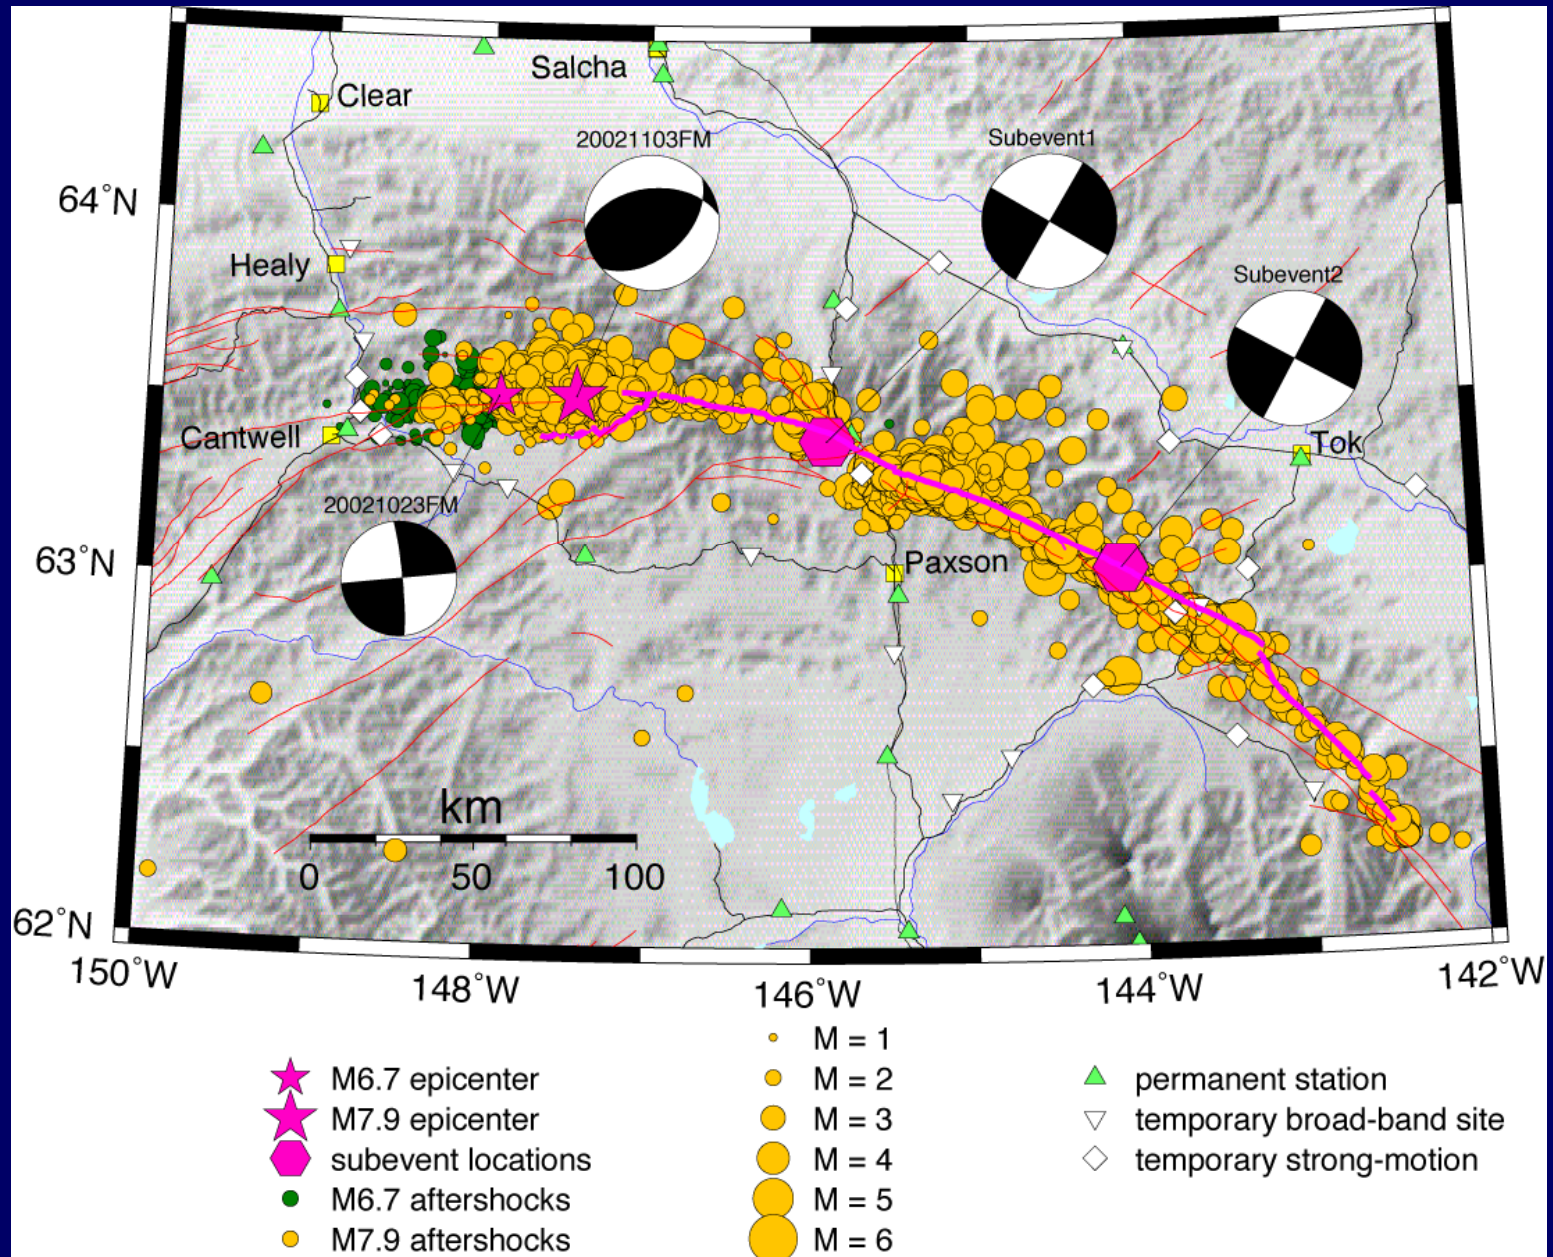 Salcha
Clear
20021103FM
Subevent1
64°N
Healy
Subevent2
Cantwell
Tok
20021023FM
63°N
Paxson
km
0 50 100
62°N
150°W 148°W 146°W 144°W 142°W
M6.7 epicenter
M7.9 epicenter
subevent locations
M6.7 aftershocks
M7.9 aftershocks
M = 1
M = 2
M = 3
M = 4
M = 5
M = 6
permanent station
temporary broad-band site
temporary strong-motion